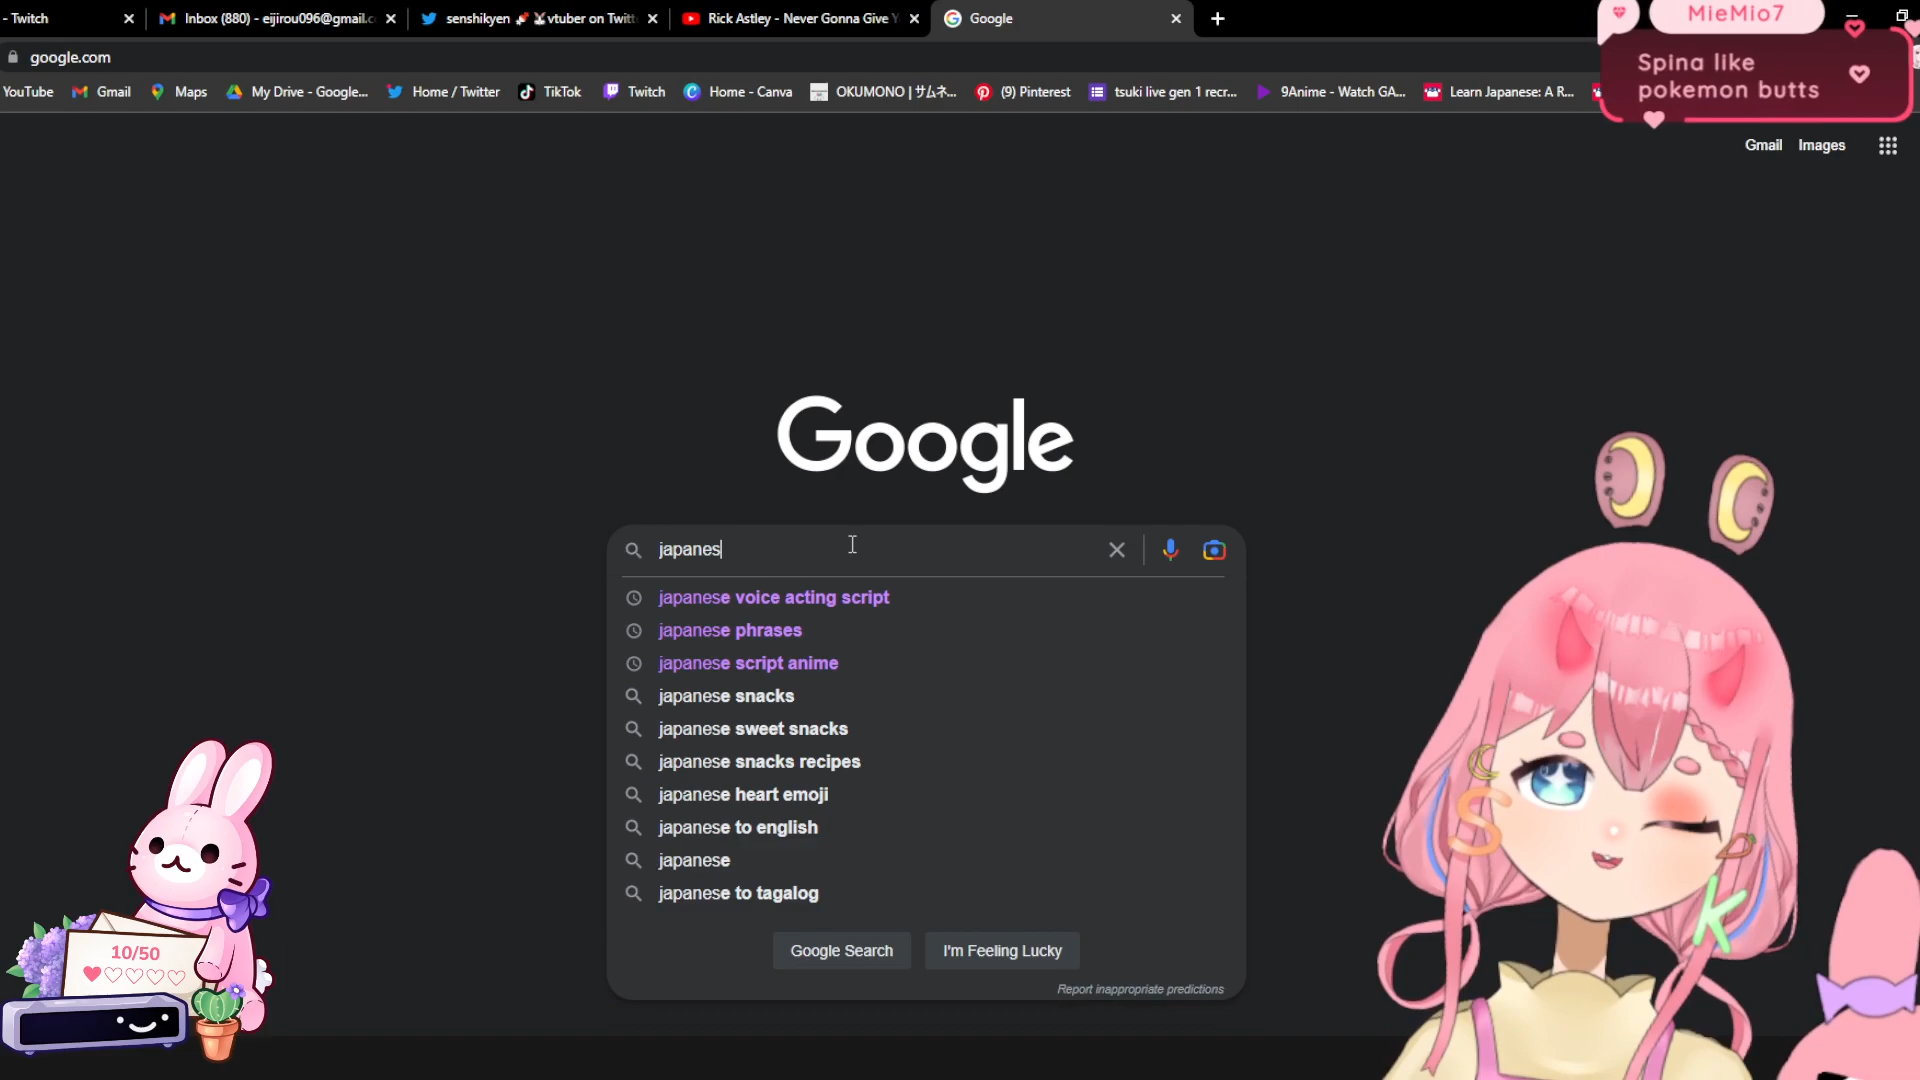 - Twitch
Inbox (880) - eijirou096@gmail.c
senshikyen 🥕🐰vtuber on Twitt
Rick Astley - Never Gonna Give Y
Google
MieMio7
google.com
Spina like
pokemon butts
YouTube
Gmail
Maps
My Drive - Google...
Home / Twitter
TikTok
Twitch
Home - Canva
OKUMONO | サムネ...
(9) Pinterest
tsuki live gen 1 recr...
9Anime - Watch GA...
Learn Japanese: A R...
Gmail
Images
Google
japanes
japanese voice acting script
japanese phrases
japanese script anime
japanese snacks
japanese sweet snacks
japanese snacks recipes
japanese heart emoji
japanese to english
japanese
japanese to tagalog
Google Search
I'm Feeling Lucky
Report inappropriate predictions
10/50
S
K